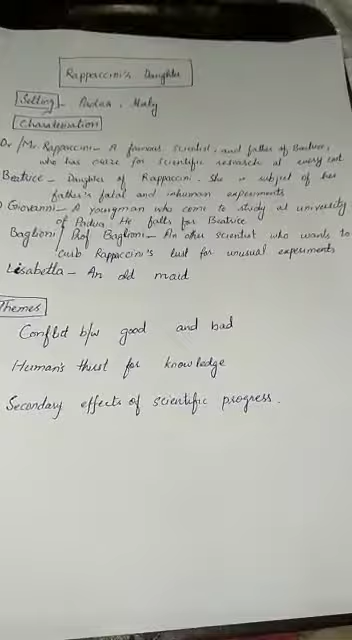 Rappaccini's Daughter
Setting - Padua, Italy
Characterisation
Dr/Mr. Rappaccini - A famous scientist, and father of Beatrice,
who has craze for scientific research at every cost
Beatrice - Daughter of Rappaccini. She is subject of her
father's fatal and inhuman experiments
Giovanni - A youngman who come to study at university
of Padua. He falls for Beatrice
Baglioni/Prof Baglioni - An other scientist who wants to
curb Rappaccini's lust for unusual experiments
Lisabetta - An old maid
Themes
Conflict b/w good and bad
Human's thirst for knowledge
Secondary effects of scientific progress.